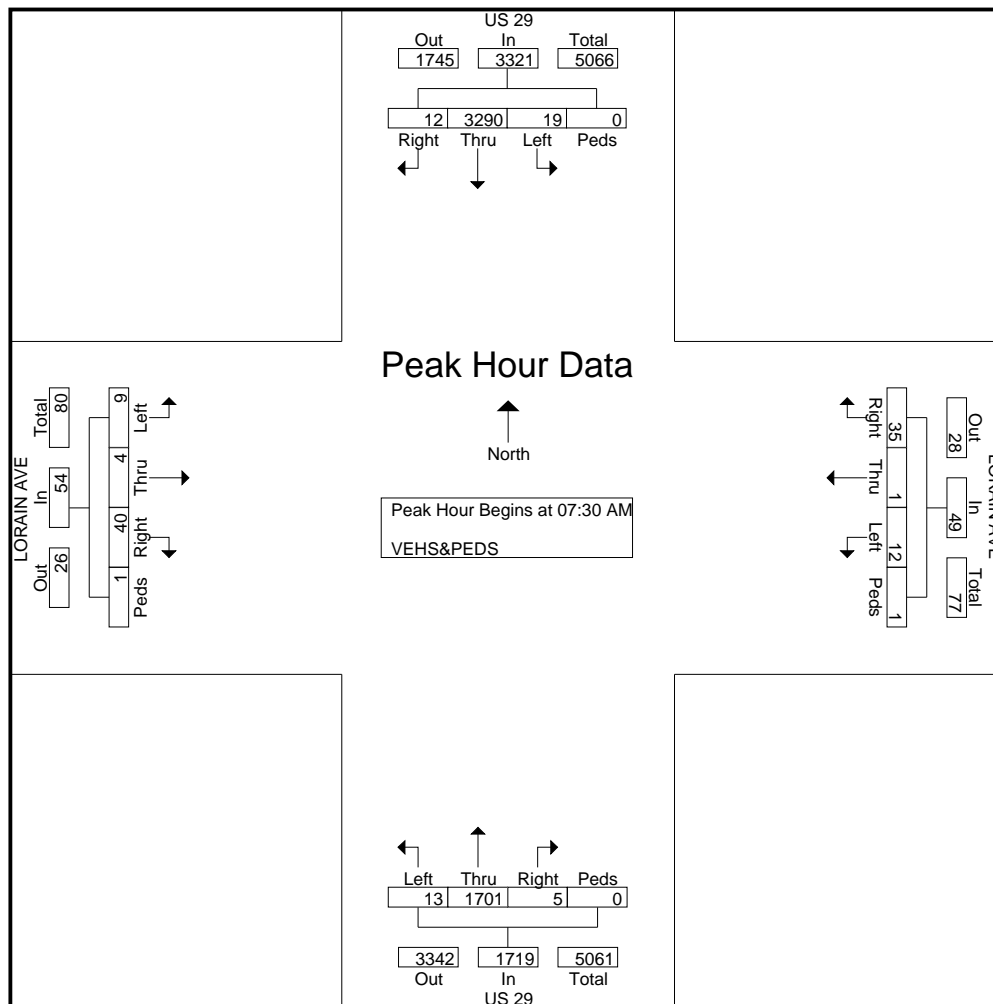 US 29
Out In Total
1745 3321 5066
12 3290 19 0
Right Thru Left Peds
Peak Hour Data
North
Peak Hour Begins at 07:30 AM
VEHS&PEDS
LORAIN AVE
Total In Out
80 54 26
9 4 40 1
Left Thru Right Peds
Right Thru Left Peds
35 1 12 1
Out In Total
28 49 77
LORAIN AVE
Left Thru Right Peds
13 1701 5 0
3342 1719 5061
Out In Total
US 29